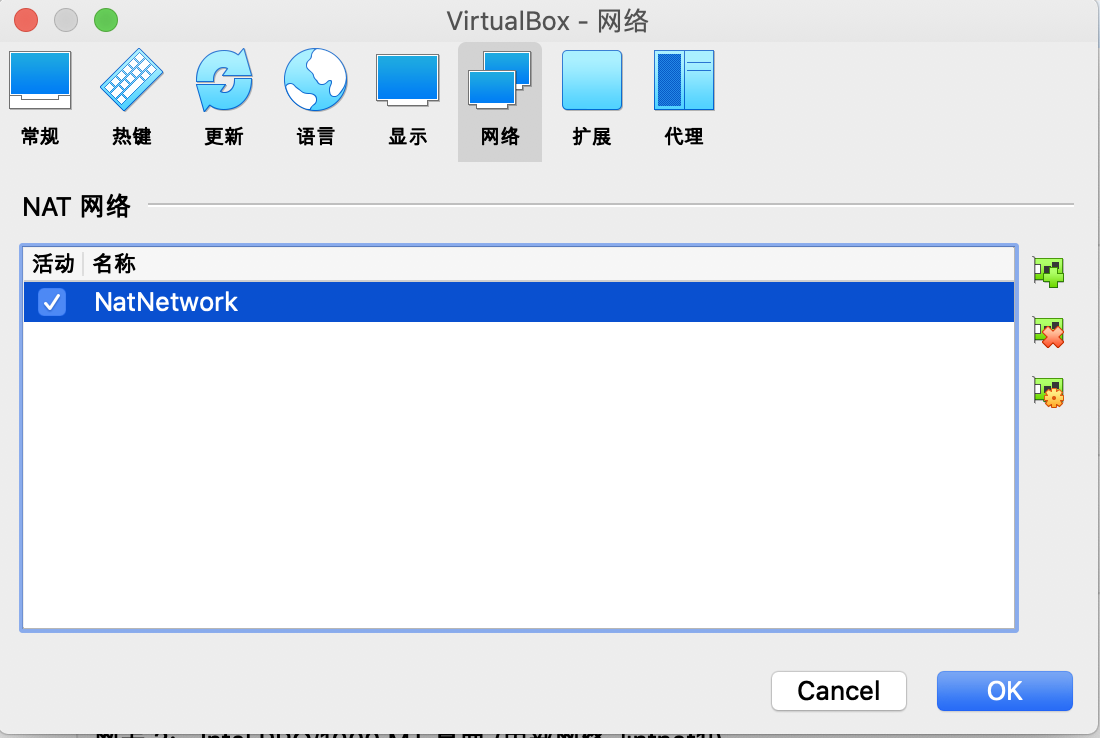 VirtualBox - 网络
常规 热键 更新 语言 显示 网络 扩展 代理
NAT 网络
活动 名称
NatNetwork
Cancel OK